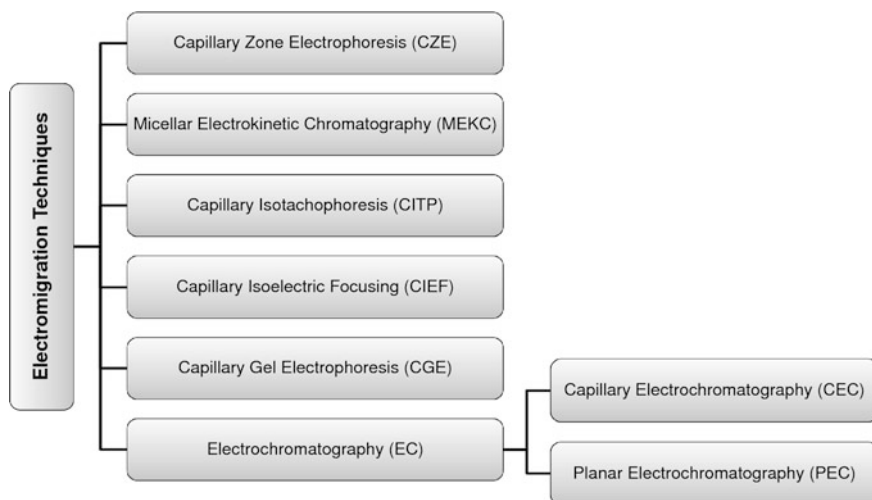 Electromigration Techniques
Capillary Zone Electrophoresis (CZE)
Micellar Electrokinetic Chromatography (MEKC)
Capillary Isotachophoresis (CITP)
Capillary Isoelectric Focusing (CIEF)
Capillary Gel Electrophoresis (CGE)
Electrochromatography (EC)
Capillary Electrochromatography (CEC)
Planar Electrochromatography (PEC)